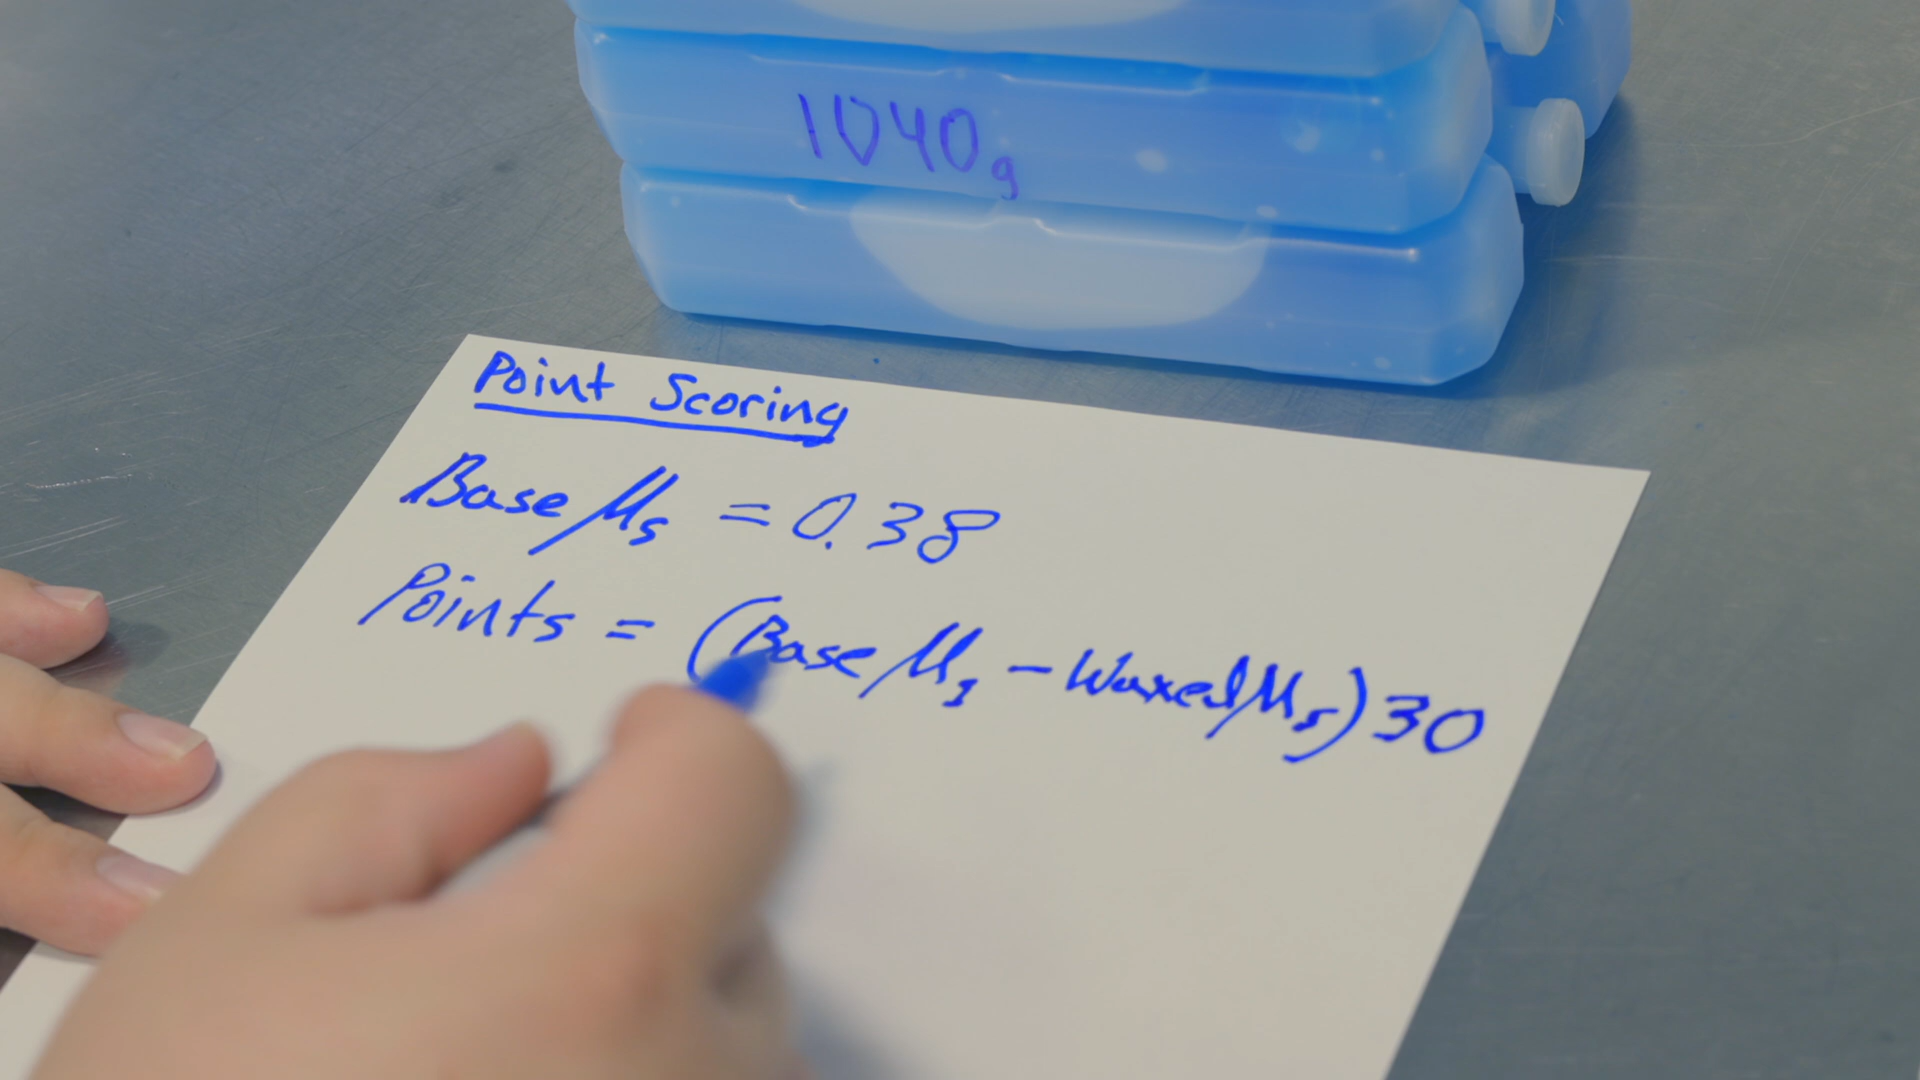 1040g
Point Scoring
Base μs = 0.38
Points = (Base μs - Waxed μs) 30